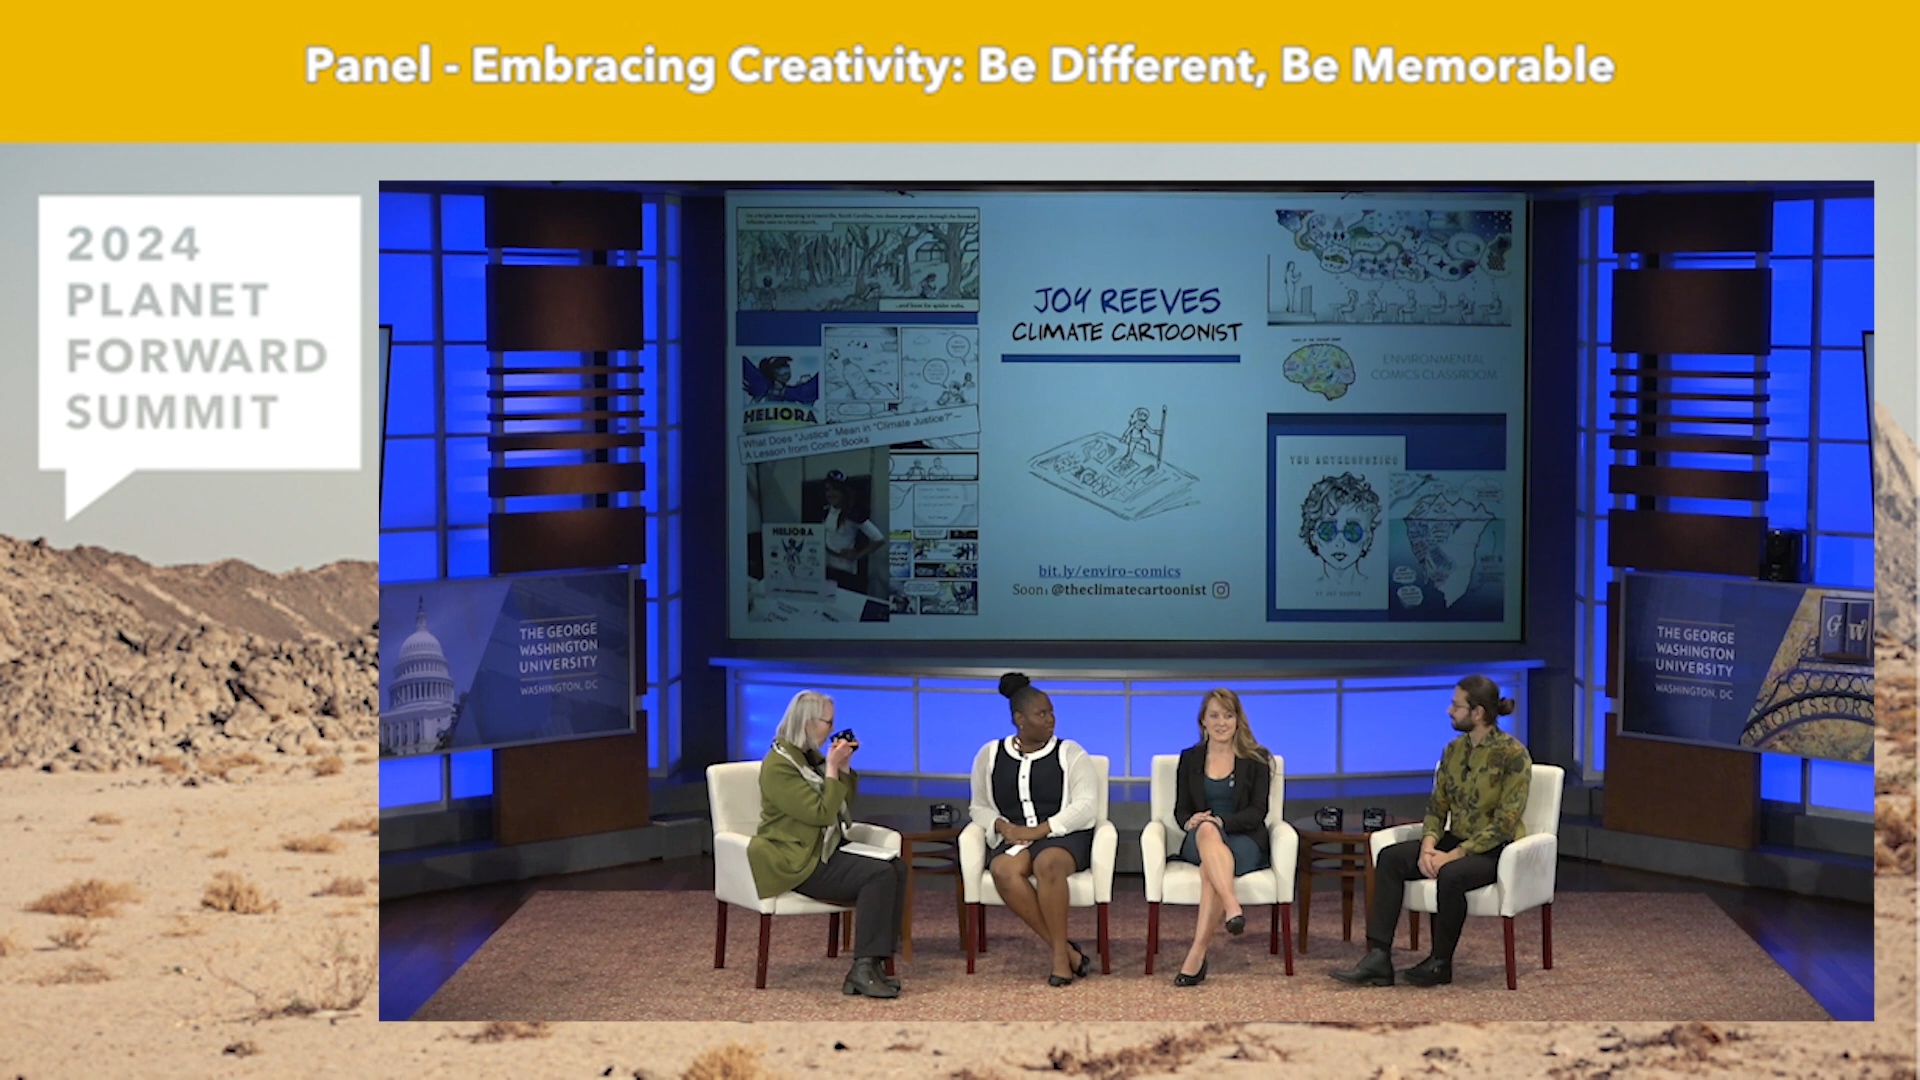 Panel - Embracing Creativity: Be Different, Be Memorable
2024
PLANET
FORWARD
SUMMIT
JOY REEVES
CLIMATE CARTOONIST
bit.ly/enviro-comics
Soon: @theclimatecartoonist
HELIORA
What Does "Justice" Mean in "Climate Justice?"—
A Lesson from Comic Books
HELIORA
ENVIRONMENTAL
COMICS CLASSROOM
THE GEORGE
WASHINGTON
UNIVERSITY
WASHINGTON, DC
THE GEORGE
WASHINGTON
UNIVERSITY
WASHINGTON, DC
GW
PROFESSORS